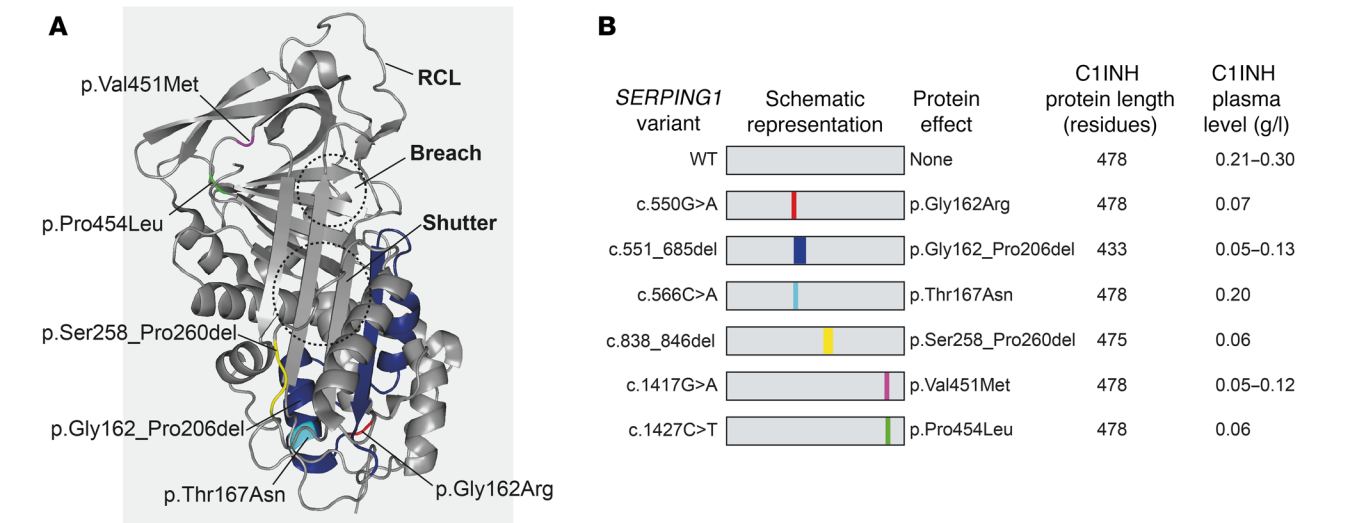 A
p.Val451Met
RCL
Breach
p.Pro454Leu
Shutter
p.Ser258_Pro260del
p.Gly162_Pro206del
p.Thr167Asn
p.Gly162Arg
B
SERPING1 variant
Schematic representation
Protein effect
C1INH protein length (residues)
C1INH plasma level (g/l)
WT None 478 0.21–0.30
c.550G>A p.Gly162Arg 478 0.07
c.551_685del p.Gly162_Pro206del 433 0.05–0.13
c.566C>A p.Thr167Asn 478 0.20
c.838_846del p.Ser258_Pro260del 475 0.06
c.1417G>A p.Val451Met 478 0.05–0.12
c.1427C>T p.Pro454Leu 478 0.06